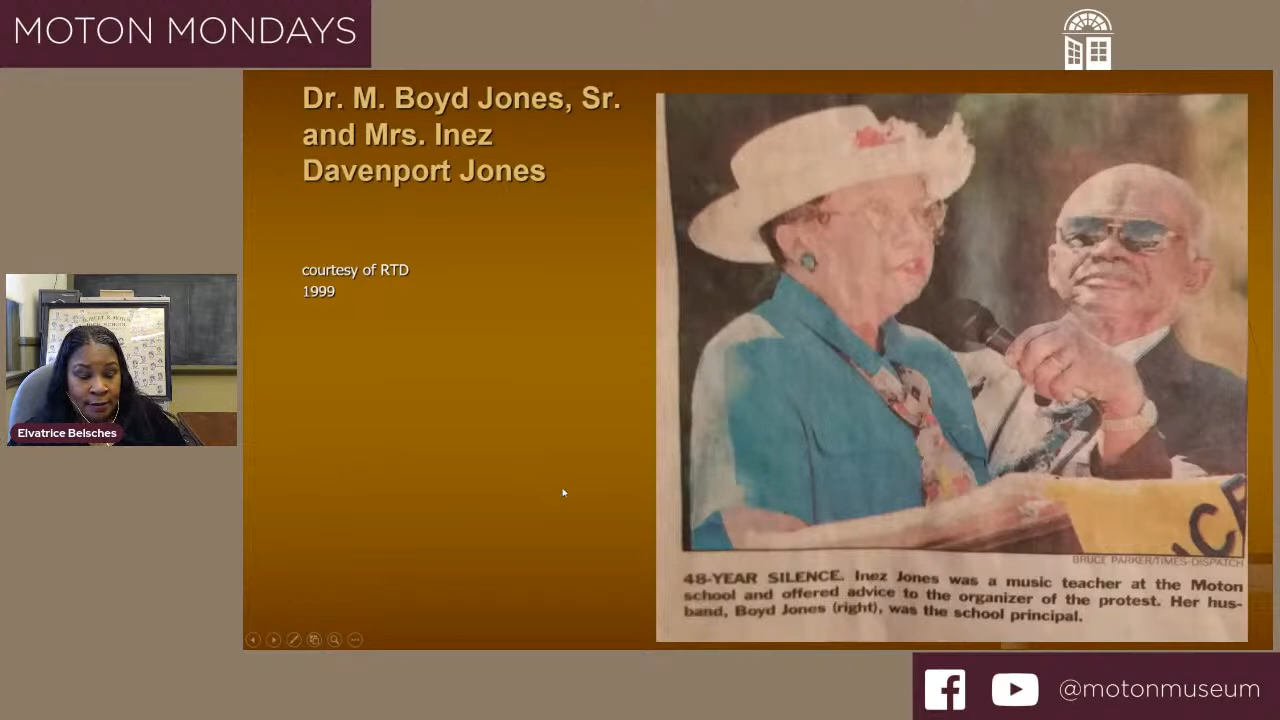 MOTON MONDAYS
Dr. M. Boyd Jones, Sr.
and Mrs. Inez
Davenport Jones
courtesy of RTD
1999
Elvatrice Belsches
BRUCE PARKER/TIMES-DISPATCH
48-YEAR SILENCE. Inez Jones was a music teacher at the Moton
school and offered advice to the organizer of the protest. Her hus-
band, Boyd Jones (right), was the school principal.
@motonmuseum